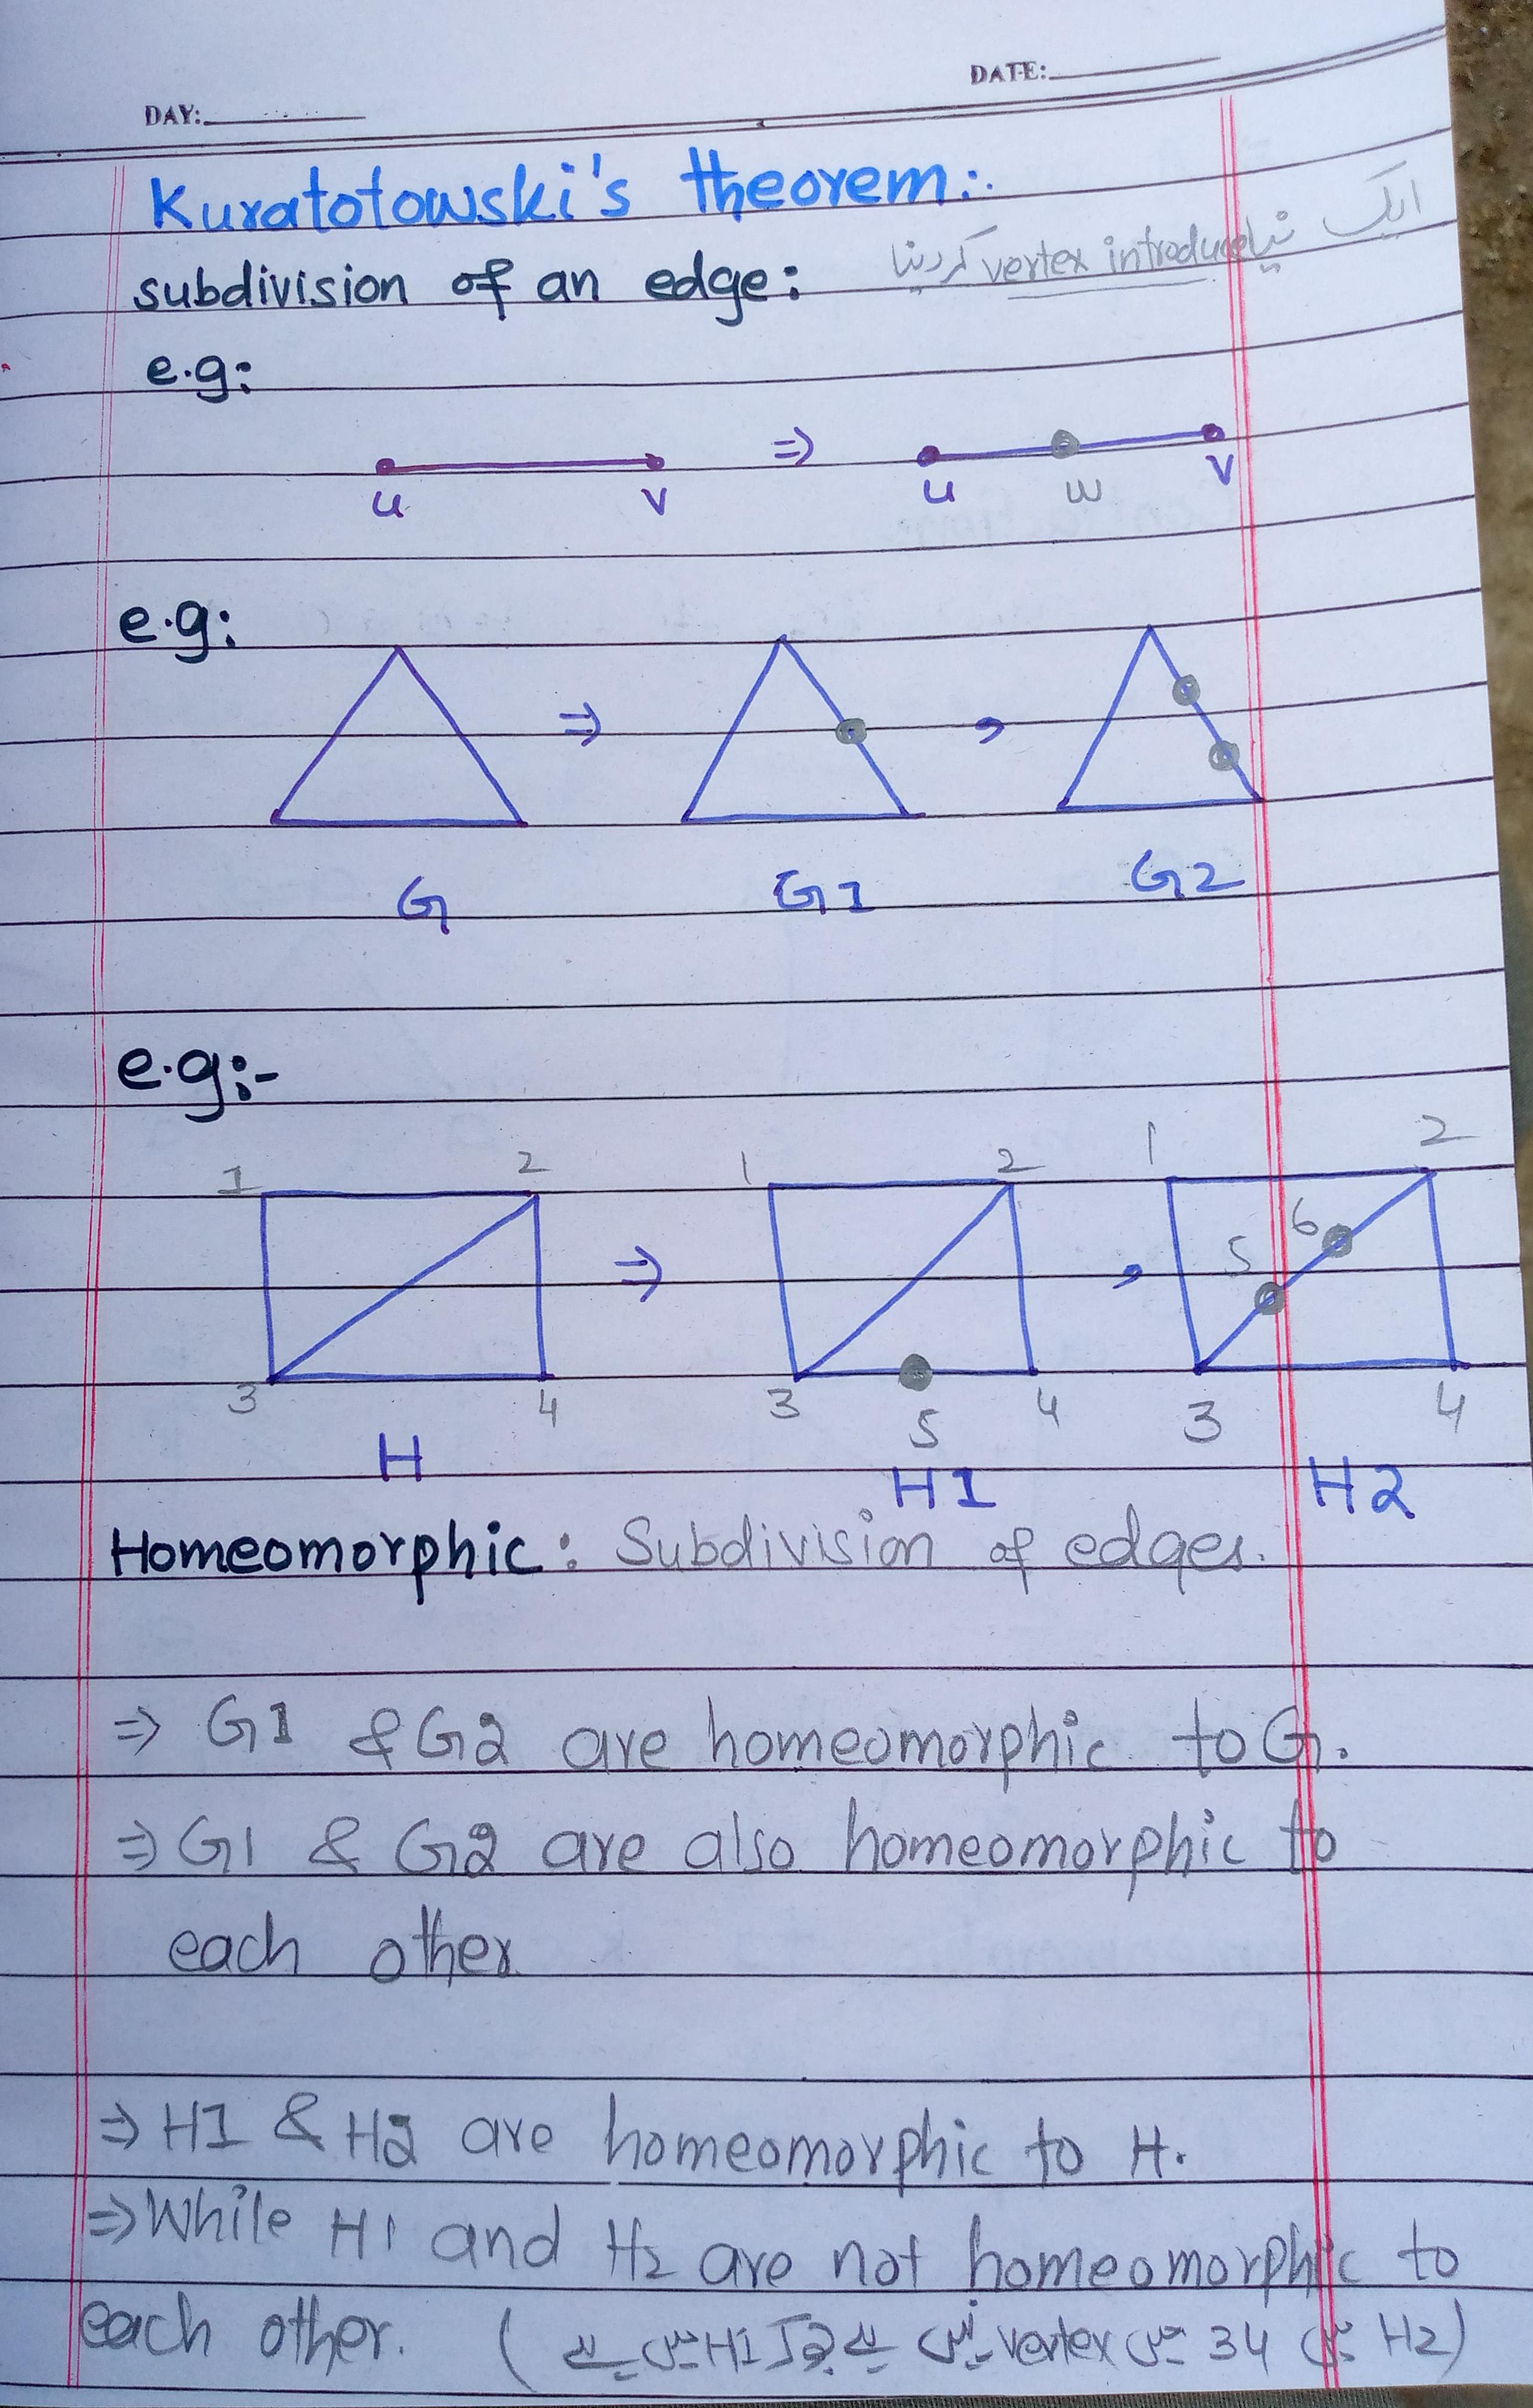 DAY:
DATE:
Kuratotowski's theorem:.
subdivision of an edge: ایک نیا vertex introduce کر دینا
e.g:
u v ⇒ u w v
e.g:
⇒ ,
G G1 G2
e.g:-
1 2 1 2 1 2
⇒ , 5 6
3 4 3 5 4 3 4
H H1 H2
Homeomorphic: Subdivision of edges.
⇒ G1 & G2 are homeomorphic to G.
⇒ G1 & G2 are also homeomorphic to
each other
⇒ H1 & H2 are homeomorphic to H.
⇒ While H1 and H2 are not homeomorphic to
each other. (H2 میں 34 میں vertex نہیں ہے جبکہ H1 میں ہے)